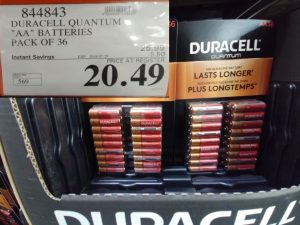 844843
DURACELL QUANTUM
"AA" BATTERIES
PACK OF 36
Instant Savings
PRICE AT REGISTER
20.49
569
DURACELL
QUANTUM
LASTS LONGER
PLUS LONGTEMPS
DURACELL